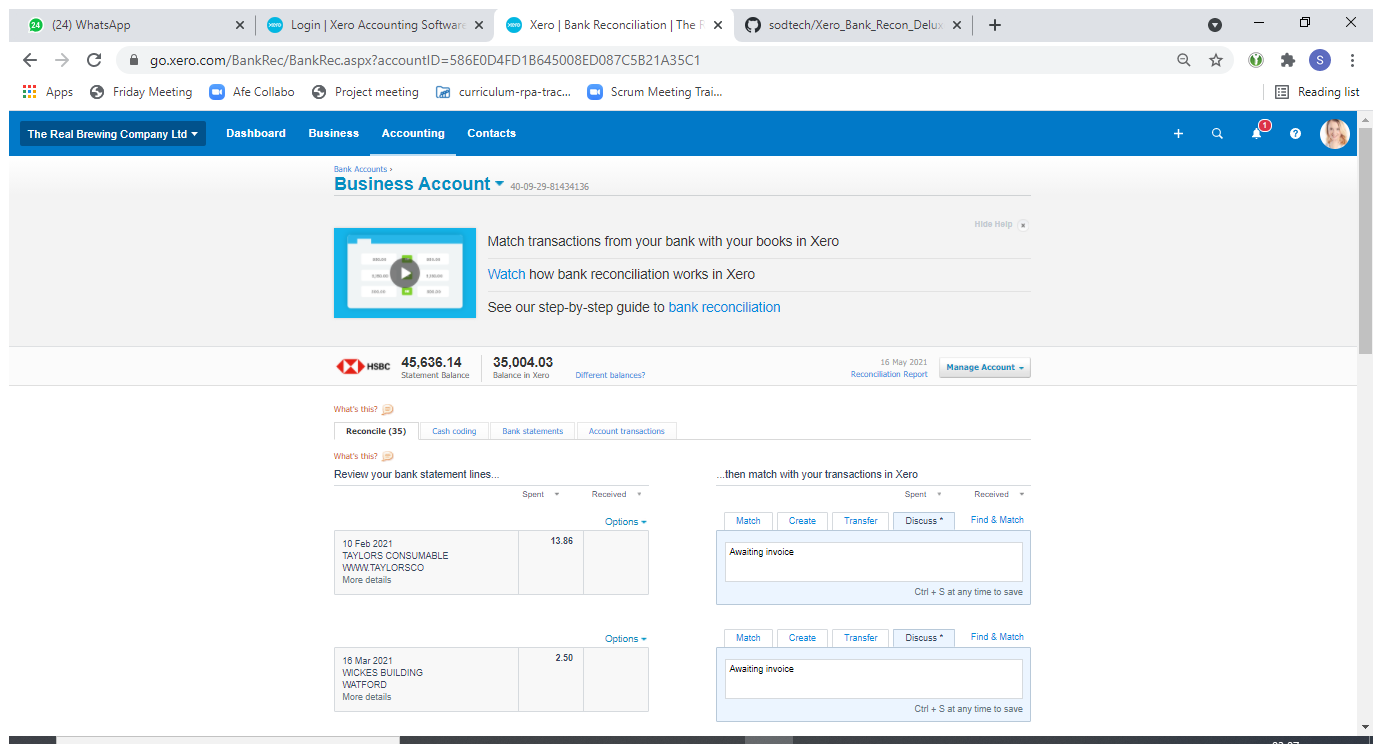 24 (24) WhatsApp
Login | Xero Accounting Software
Xero | Bank Reconciliation | The R
sodtech/Xero_Bank_Recon_Delux
go.xero.com/BankRec/BankRec.aspx?accountID=586E0D4FD1B645008ED087C5B21A35C1
S
Apps Friday Meeting Afe Collabo Project meeting curriculum-rpa-trac... Scrum Meeting Trai... Reading list
The Real Brewing Company Ltd Dashboard Business Accounting Contacts 1
Bank Accounts ›
Business Account 40-09-29-81434136
Hide Help
Match transactions from your bank with your books in Xero
Watch how bank reconciliation works in Xero
See our step-by-step guide to bank reconciliation
HSBC 45,636.14 35,004.03 16 May 2021 Manage Account
Statement Balance Balance in Xero Different balances? Reconciliation Report
What's this?
Reconcile (35) Cash coding Bank statements Account transactions
What's this?
Review your bank statement lines... ...then match with your transactions in Xero
Spent Received Spent Received
Options Match Create Transfer Discuss * Find & Match
10 Feb 2021 13.86
TAYLORS CONSUMABLE
WWW.TAYLORSCO
More details
Awaiting invoice
Ctrl + S at any time to save
Options Match Create Transfer Discuss * Find & Match
16 Mar 2021 2.50
WICKES BUILDING
WATFORD
More details
Awaiting invoice
Ctrl + S at any time to save